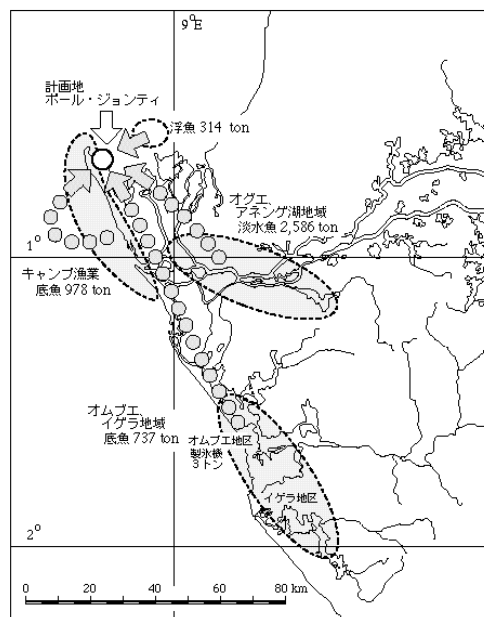 9°E
計画地
ポール・ジョンティ
浮魚 314 ton
オグエ、
アネンゲ湖地域
淡水魚 2,586 ton
1°
キャンプ漁業
底魚 978 ton
オムブエ、
イゲラ地域
底魚 737 ton
オムブエ地区
製氷機
3トン
イゲラ地区
2°
0 20 40 60 80 km